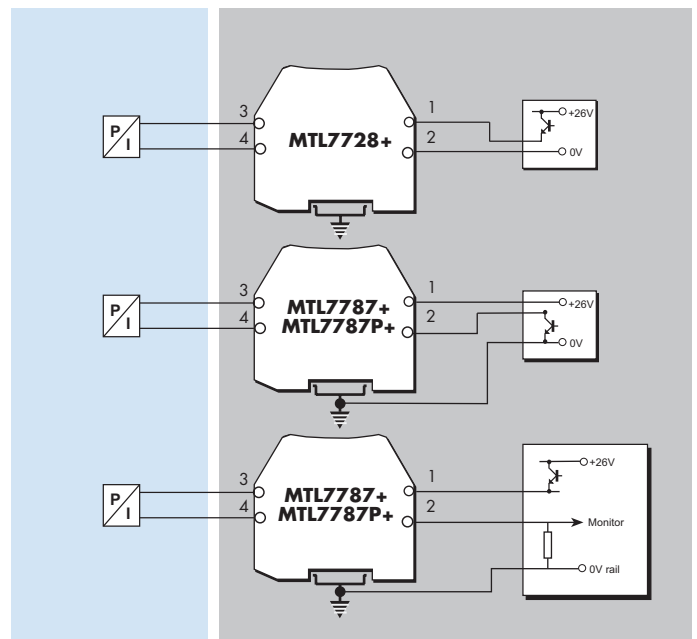 3
4
P
I
MTL7728+
1
2
+26V
0V
3
4
P
I
MTL7787+
MTL7787P+
1
2
+26V
0V
3
4
P
I
MTL7787+
MTL7787P+
1
2
+26V
Monitor
0V rail